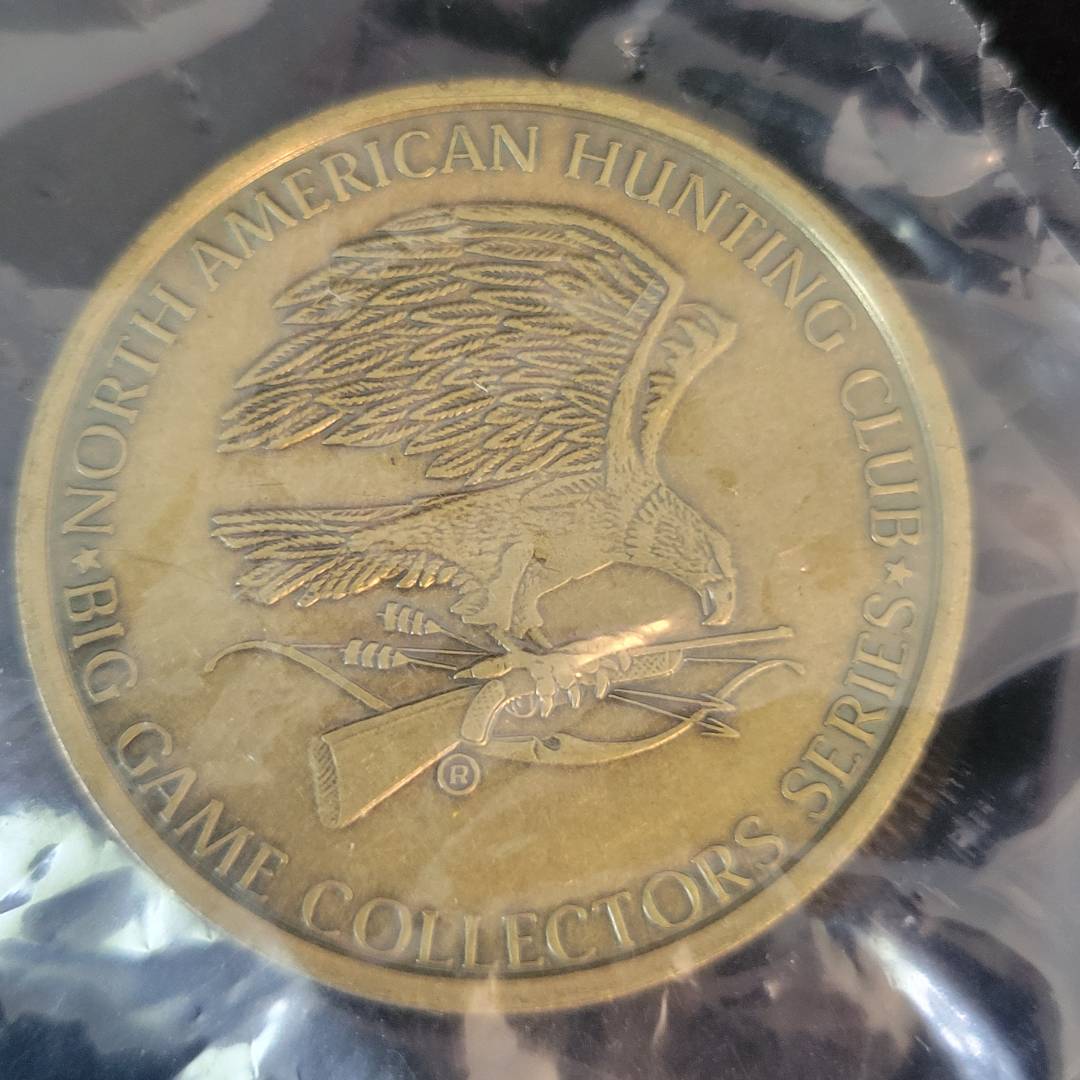 NORTH AMERICAN HUNTING CLUB
★ BIG GAME COLLECTORS SERIES ★
®